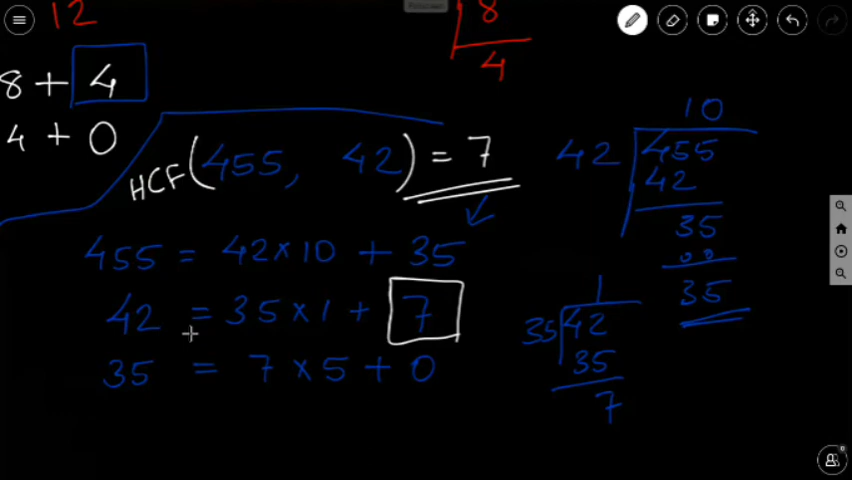 12
8
4
8 + 4
4 + 0
HCF(455, 42) = 7
455 = 42×10 + 35
42 = 35×1 + 7
35 = 7×5 + 0
10
42 455
42
35
00
35
1
35 42
35
7